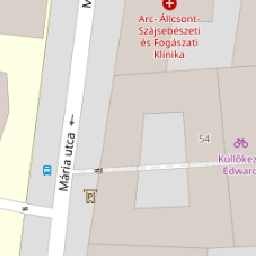 Arc- Állcsont-
Szájsebészeti
és Fogászati
Klinika
54
Mária utca